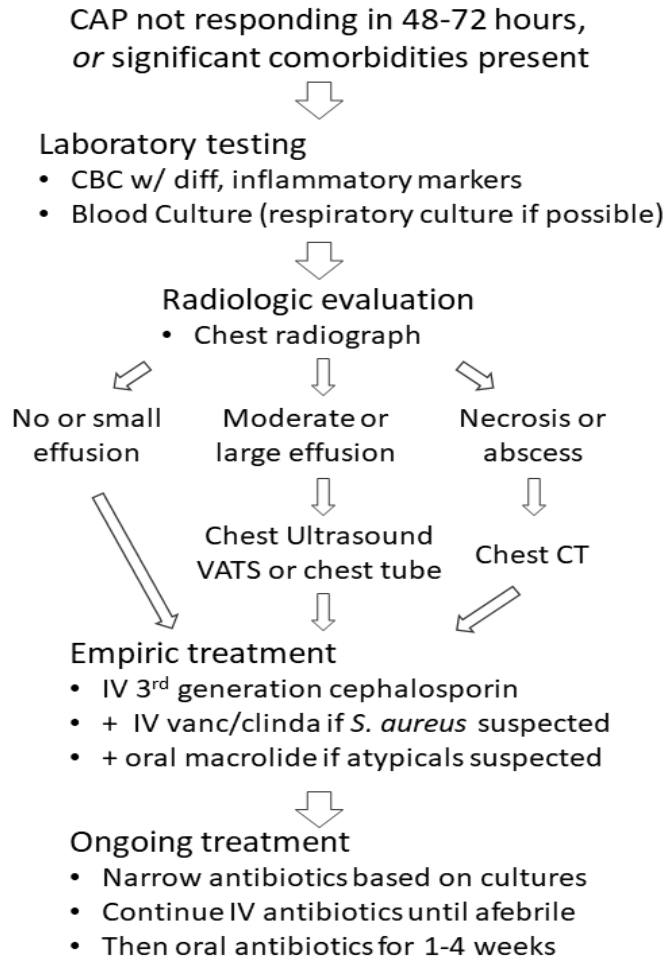 CAP not responding in 48-72 hours,
or significant comorbidities present
Laboratory testing
• CBC w/ diff, inflammatory markers
• Blood Culture (respiratory culture if possible)
Radiologic evaluation
• Chest radiograph
No or small
effusion
Moderate or
large effusion
Necrosis or
abscess
Chest Ultrasound
VATS or chest tube
Chest CT
Empiric treatment
• IV 3rd generation cephalosporin
• + IV vanc/clinda if S. aureus suspected
• + oral macrolide if atypicals suspected
Ongoing treatment
• Narrow antibiotics based on cultures
• Continue IV antibiotics until afebrile
• Then oral antibiotics for 1-4 weeks